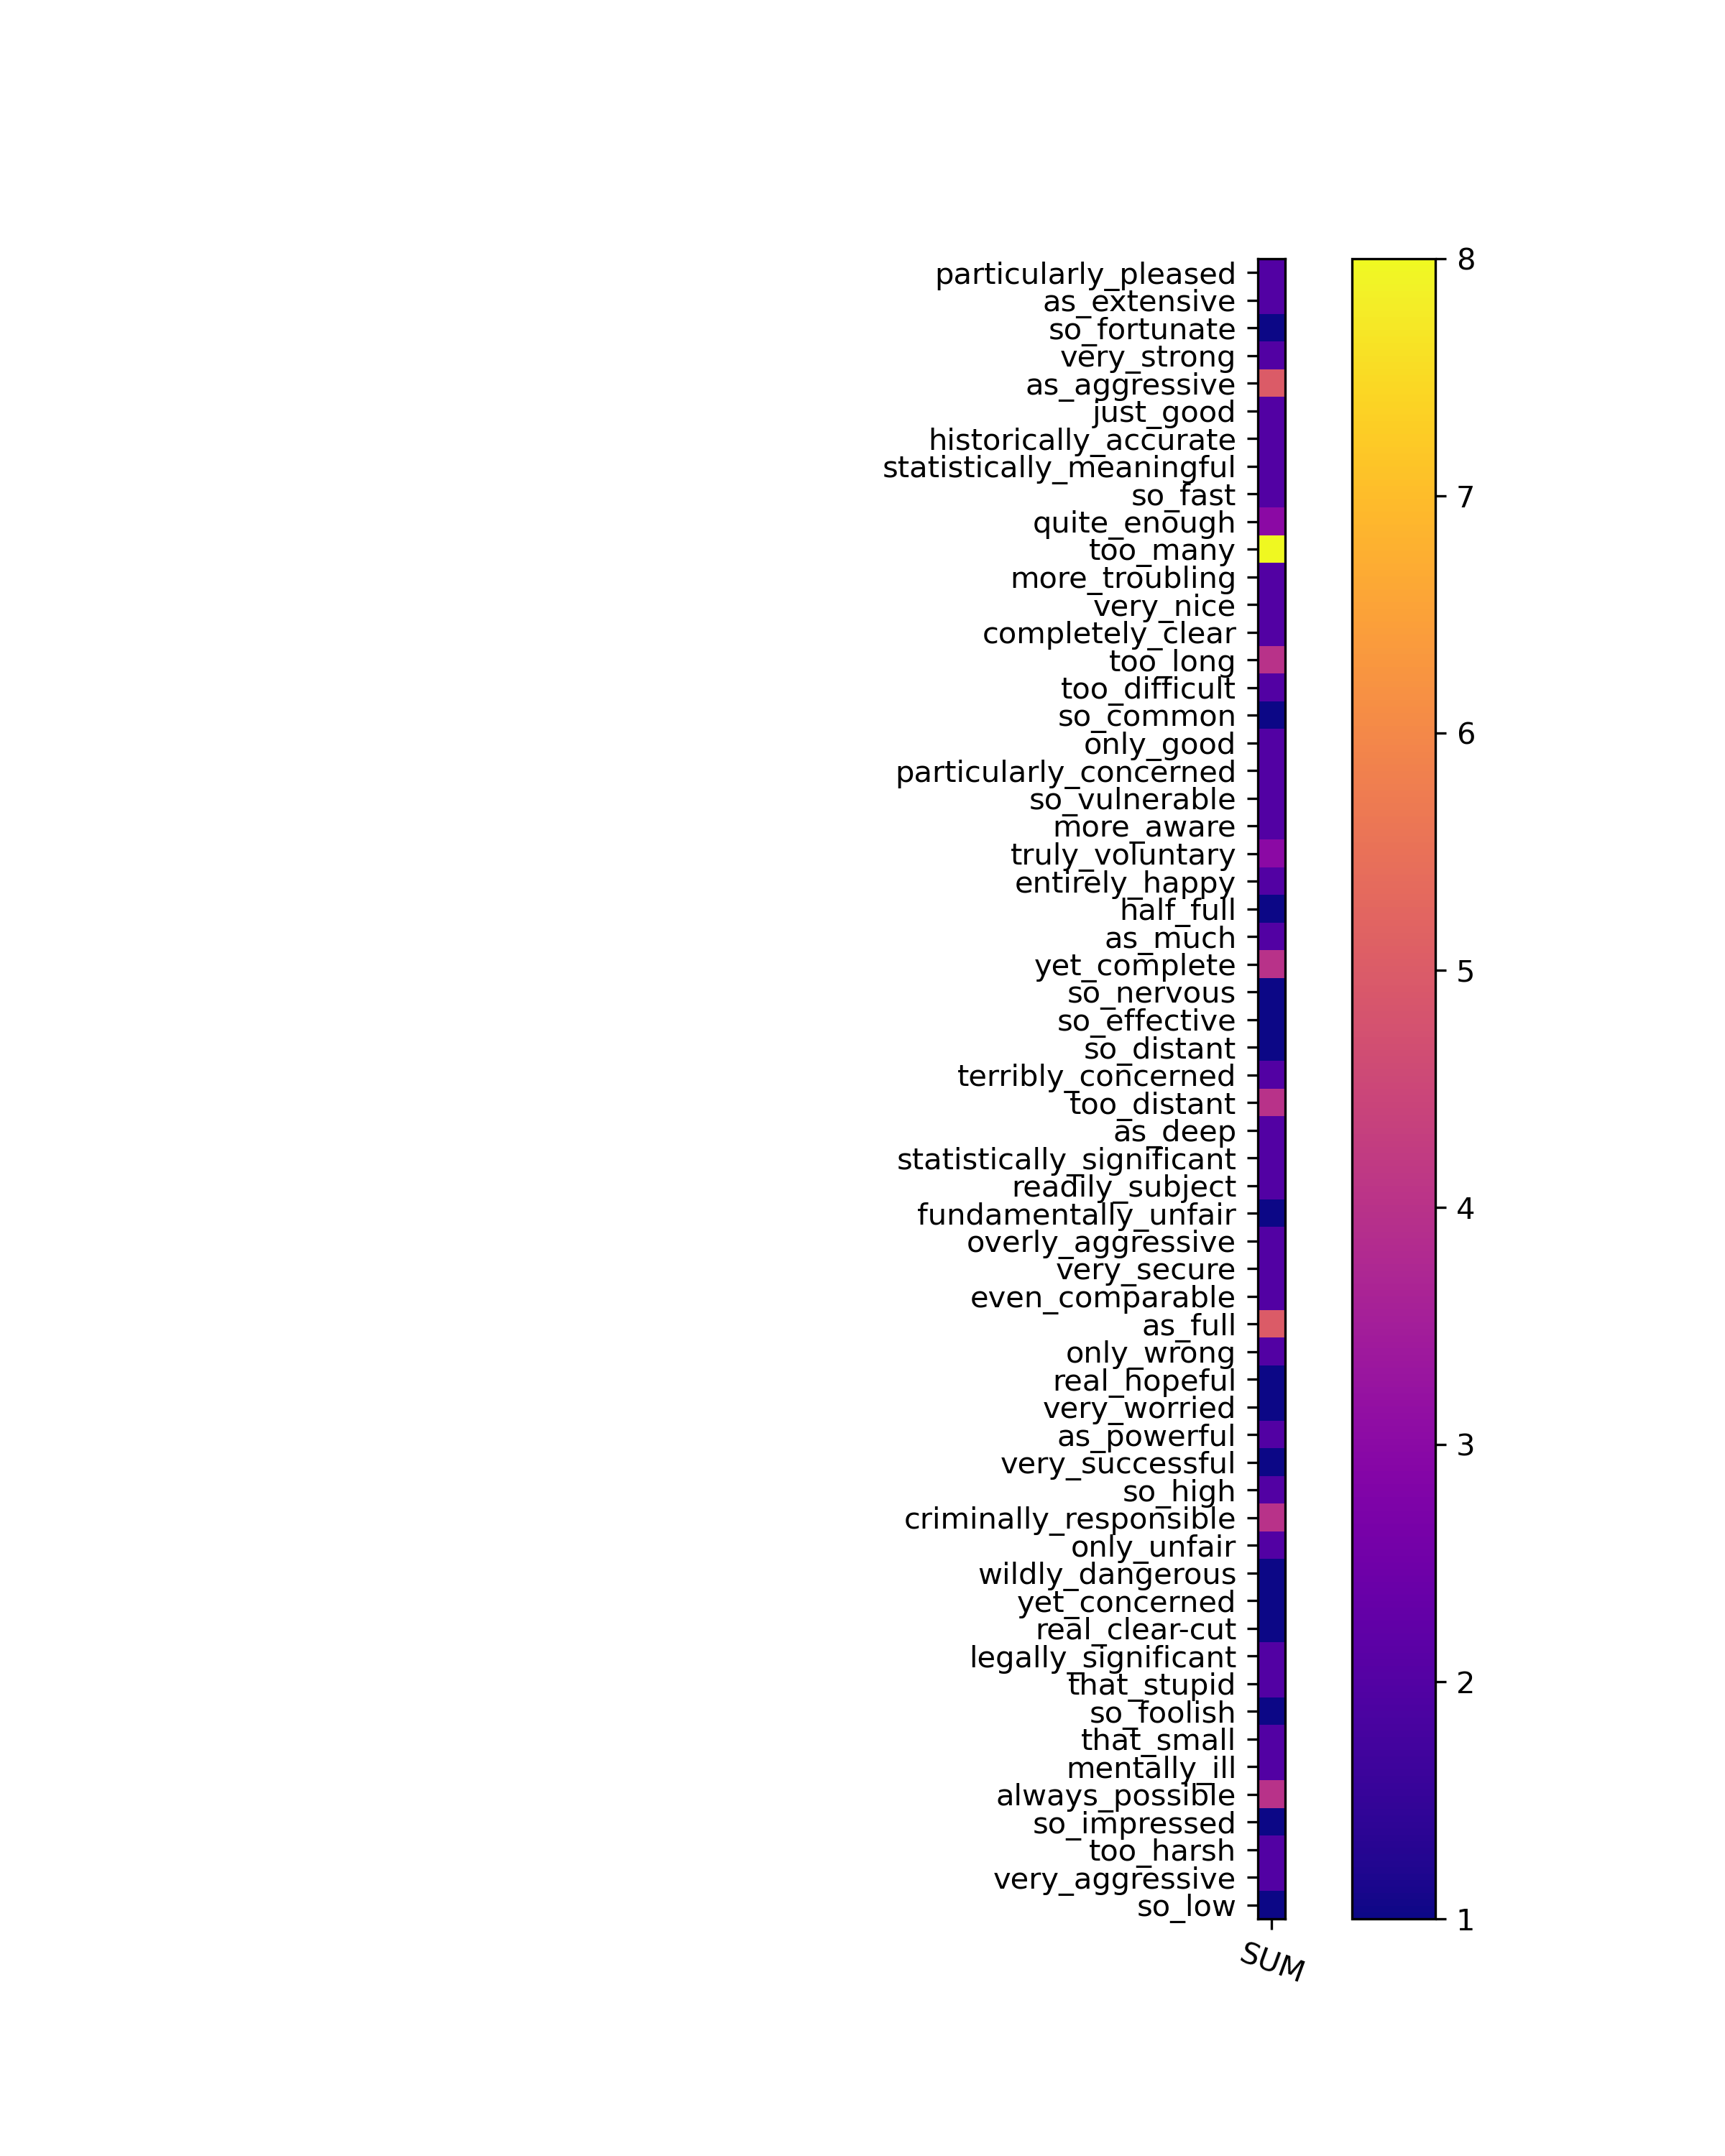 particularly_pleased
as_extensive
so_fortunate
very_strong
as_aggressive
just_good
historically_accurate
statistically_meaningful
so_fast
quite_enough
too_many
more_troubling
very_nice
completely_clear
too_long
too_difficult
so_common
only_good
particularly_concerned
so_vulnerable
more_aware
truly_voluntary
entirely_happy
half_full
as_much
yet_complete
so_nervous
so_effective
so_distant
terribly_concerned
too_distant
as_deep
statistically_significant
readily_subject
fundamentally_unfair
overly_aggressive
very_secure
even_comparable
as_full
only_wrong
real_hopeful
very_worried
as_powerful
very_successful
so_high
criminally_responsible
only_unfair
wildly_dangerous
yet_concerned
real_clear-cut
legally_significant
that_stupid
so_foolish
that_small
mentally_ill
always_possible
so_impressed
too_harsh
very_aggressive
so_low
SUM
8
7
6
5
4
3
2
1